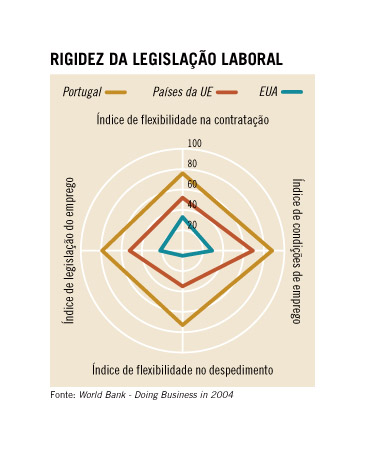 RIGIDEZ DA LEGISLAÇÃO LABORAL
Portugal Países da UE EUA
Índice de flexibilidade na contratação
100
80
60
40
20
Índice de legislação do emprego
Índice de condições de emprego
Índice de flexibilidade no despedimento
Fonte: World Bank - Doing Business in 2004